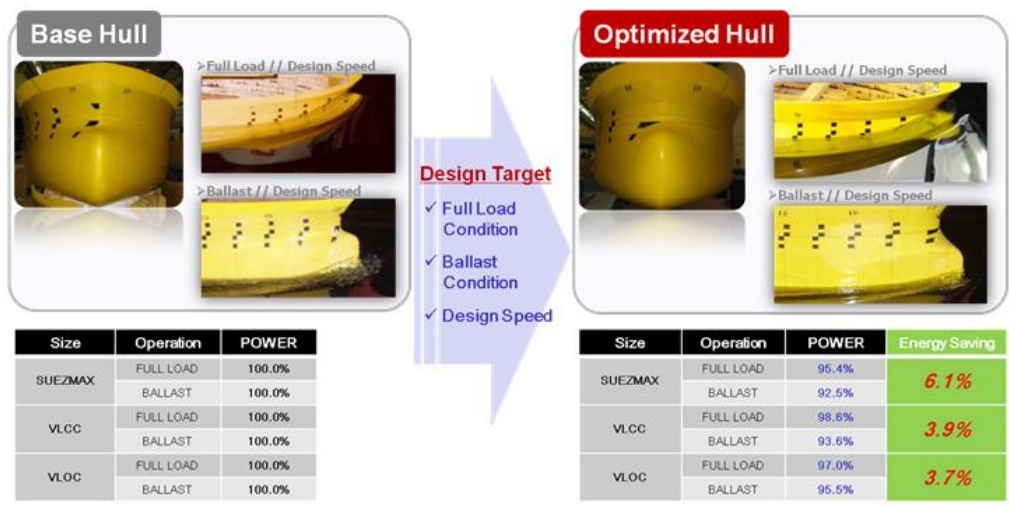 Base Hull
➢Full Load // Design Speed
➢Ballast // Design Speed
Design Target
✓ Full Load
Condition
✓ Ballast
Condition
✓ Design Speed
Optimized Hull
➢Full Load // Design Speed
➢Ballast // Design Speed
Size Operation POWER
SUEZMAX FULL LOAD 100.0%
BALLAST 100.0%
VLCC FULL LOAD 100.0%
BALLAST 100.0%
VLOC FULL LOAD 100.0%
BALLAST 100.0%
Size Operation POWER Energy Saving
SUEZMAX FULL LOAD 95.4% 6.1%
BALLAST 92.5%
VLCC FULL LOAD 98.6% 3.9%
BALLAST 93.6%
VLOC FULL LOAD 97.0% 3.7%
BALLAST 95.5%